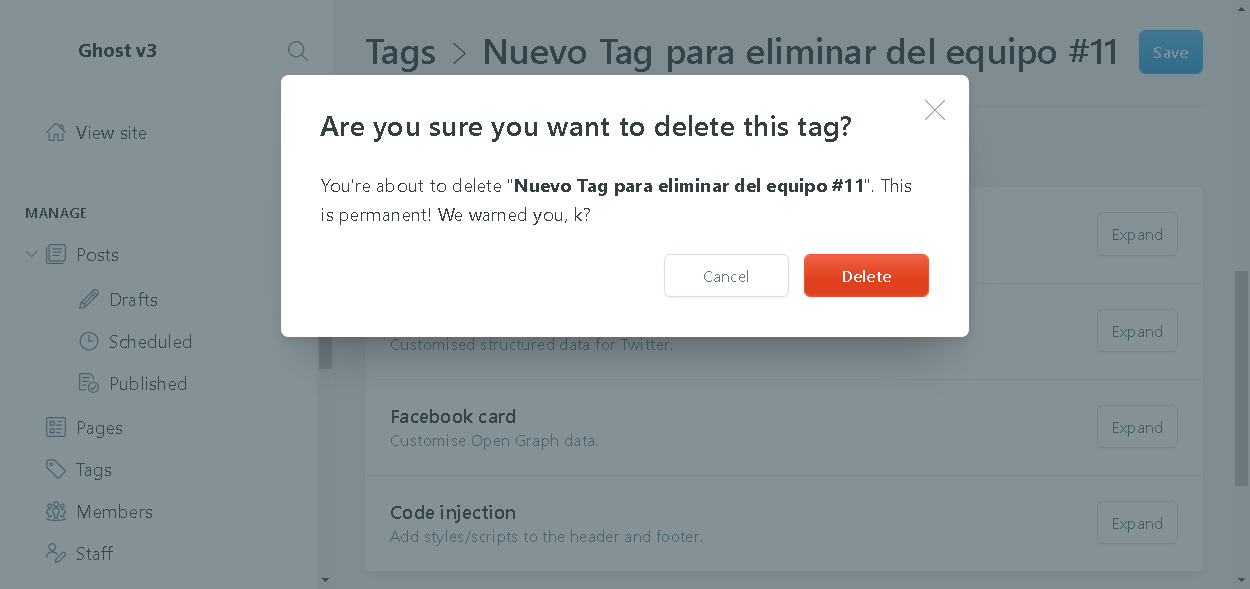 Ghost v3
View site
MANAGE
Posts
Drafts
Scheduled
Published
Pages
Tags
Members
Staff
Tags > Nuevo Tag para eliminar del equipo #11
Save
Are you sure you want to delete this tag?
You're about to delete "Nuevo Tag para eliminar del equipo #11". This
is permanent! We warned you, k?
Cancel
Delete
Expand
Customised structured data for Twitter.
Expand
Facebook card
Customise Open Graph data.
Expand
Code injection
Add styles/scripts to the header and footer.
Expand